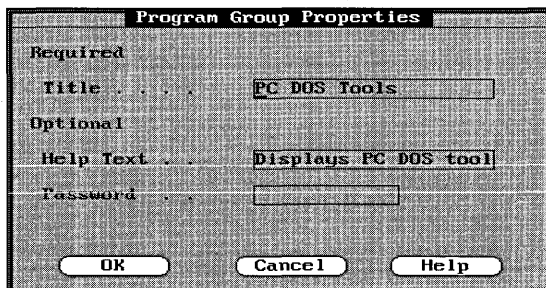 Program Group Properties
Required
Title . . . . PC DOS Tools
Optional
Help Text . . Displays PC DOS tool
Password . .
OK Cancel Help